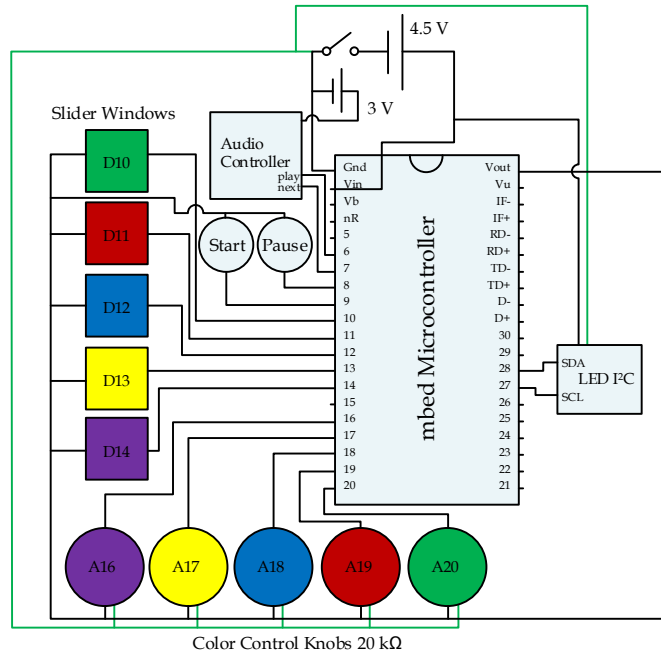 4.5 V
3 V
Slider Windows
Audio
Controller
play
next
D10
D11
D12
D13
D14
Start
Pause
Gnd
Vin
Vb
nR
5
6
7
8
9
10
11
12
13
14
15
16
17
18
19
20
mbed Microcontroller
Vout
Vu
IF-
IF+
RD-
RD+
TD-
TD+
D-
D+
30
29
28
27
26
25
24
23
22
21
SDA
LED I²C
SCL
A16
A17
A18
A19
A20
Color Control Knobs 20 kΩ